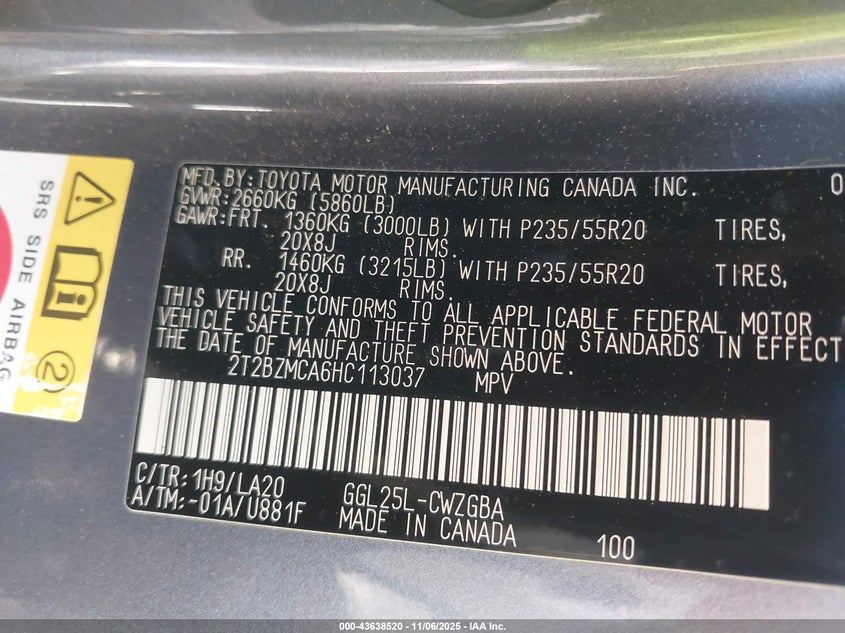 MFD. BY: TOYOTA MOTOR MANUFACTURING CANADA INC. 0
GVWR: 2660KG (5860LB)
GAWR: FRT. 1360KG (3000LB) WITH P235/55R20 TIRES,
20X8J RIMS.
RR. 1460KG (3215LB) WITH P235/55R20 TIRES,
20X8J RIMS.
THIS VEHICLE CONFORMS TO ALL APPLICABLE FEDERAL MOTOR
VEHICLE SAFETY AND THEFT PREVENTION STANDARDS IN EFFECT
THE DATE OF MANUFACTURE SHOWN ABOVE.
2T2BZMCA6HC113037 MPV
C/TR: 1H9/LA20 GGL25L-CWZGBA
A/TM: -01A/U881F MADE IN CANADA 100
SRS SIDE AIRBAG
2
000-43638520 - 11/06/2025 - IAA Inc.